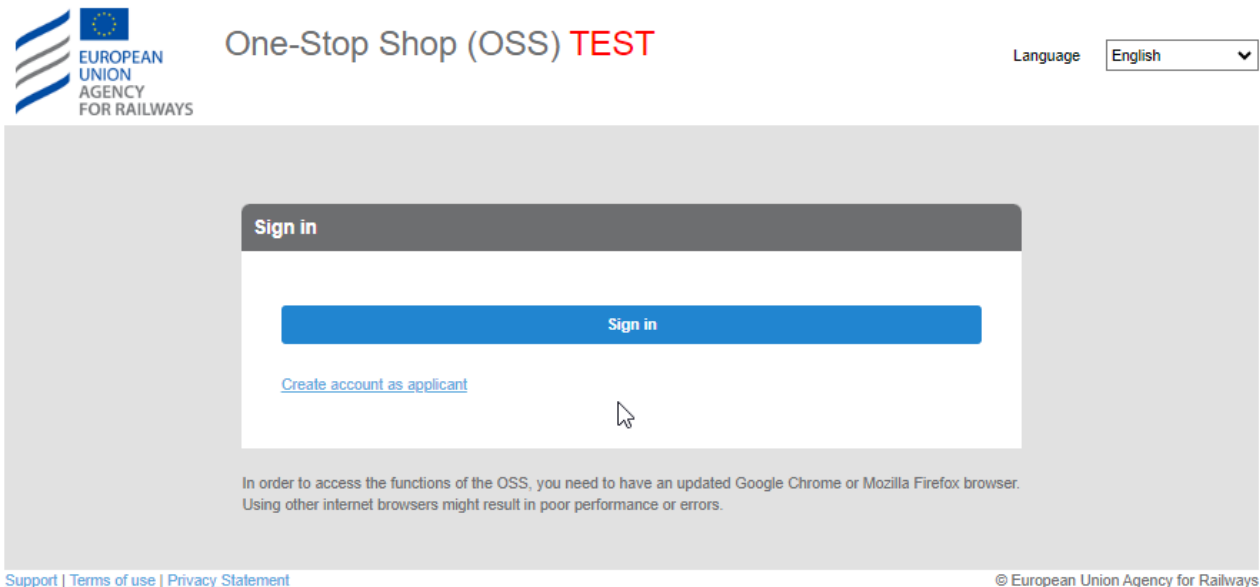 EUROPEAN
UNION
AGENCY
FOR RAILWAYS
One-Stop Shop (OSS) TEST
Language English
Sign in
Sign in
Create account as applicant
In order to access the functions of the OSS, you need to have an updated Google Chrome or Mozilla Firefox browser.
Using other internet browsers might result in poor performance or errors.
Support | Terms of use | Privacy Statement
© European Union Agency for Railways